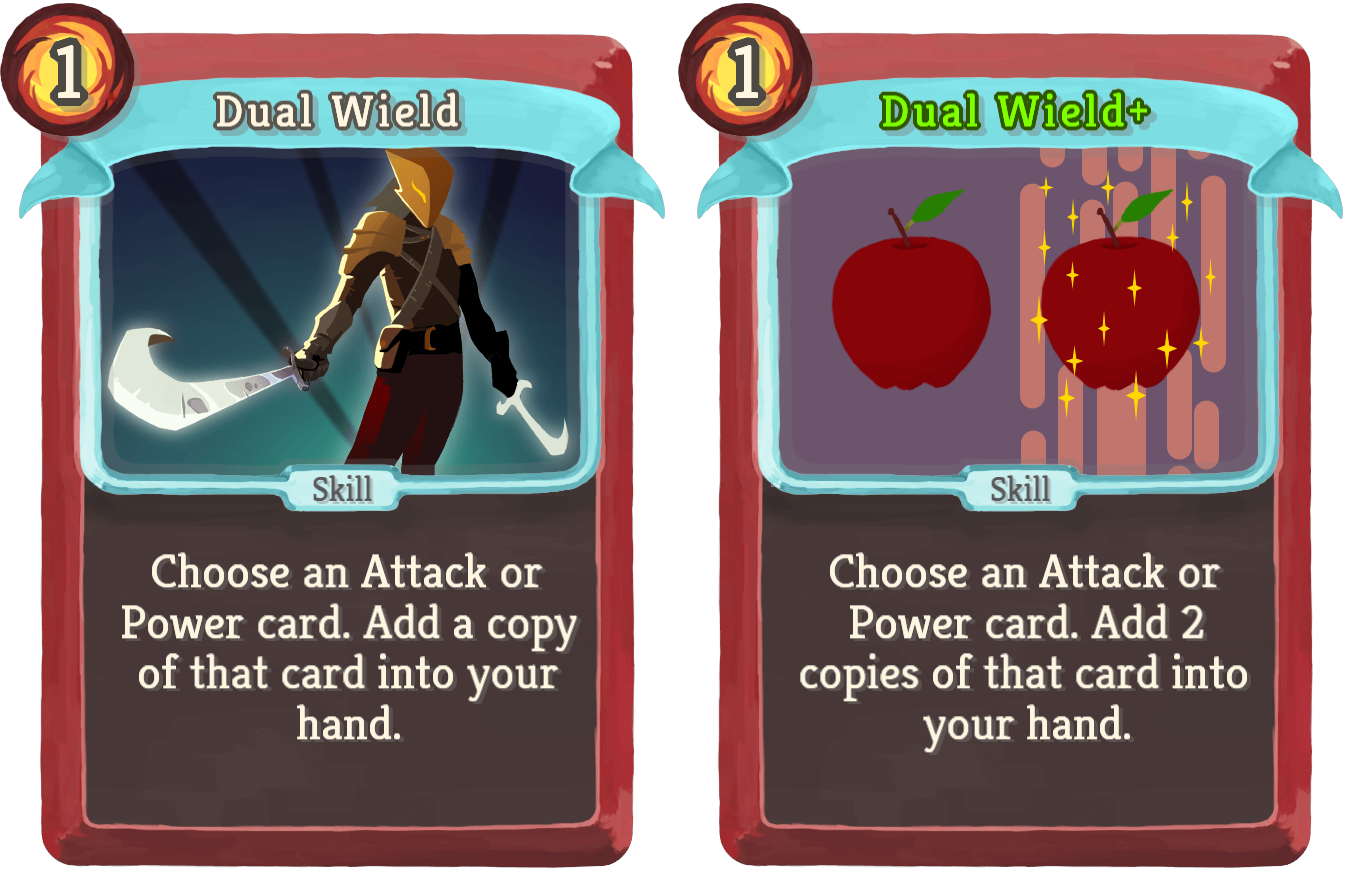 1
Dual Wield
Skill
Choose an Attack or
Power card. Add a copy
of that card into your
hand.
1
Dual Wield+
Skill
Choose an Attack or
Power card. Add 2
copies of that card into
your hand.